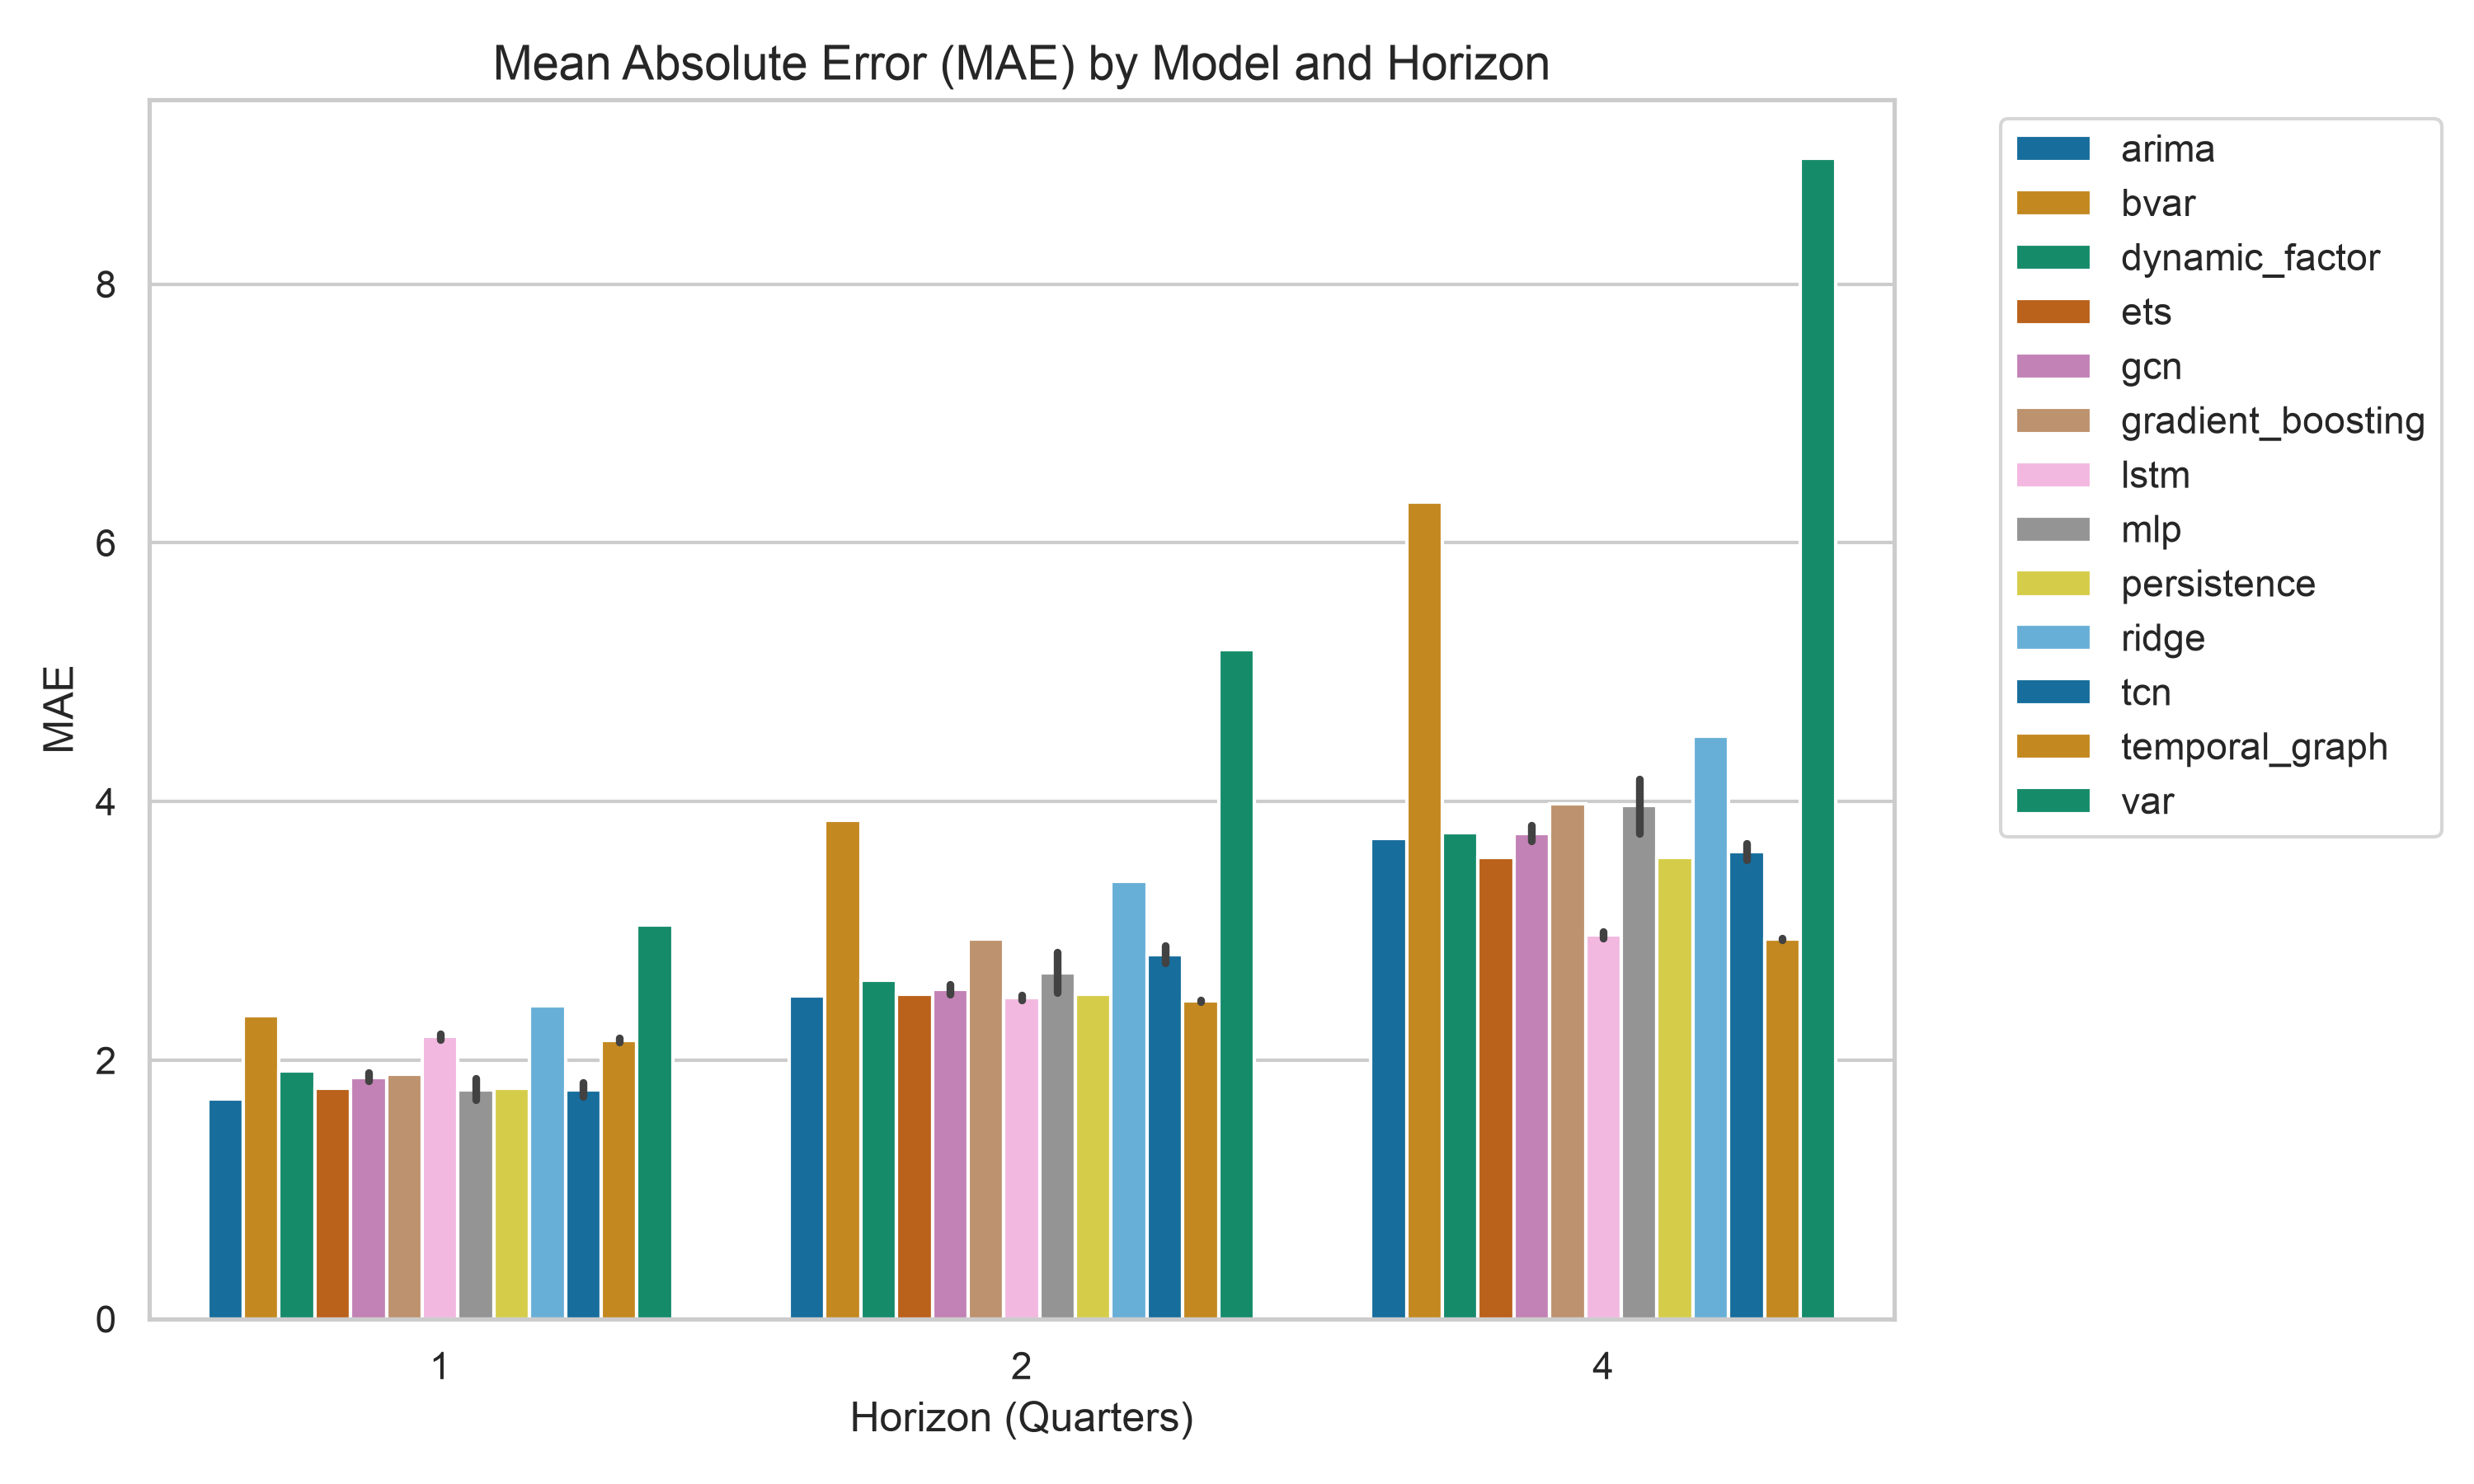 Mean Absolute Error (MAE) by Model and Horizon
arima
bvar
dynamic_factor
ets
gcn
gradient_boosting
lstm
mlp
persistence
ridge
tcn
temporal_graph
var
MAE
8
6
4
2
0
1 2 4
Horizon (Quarters)